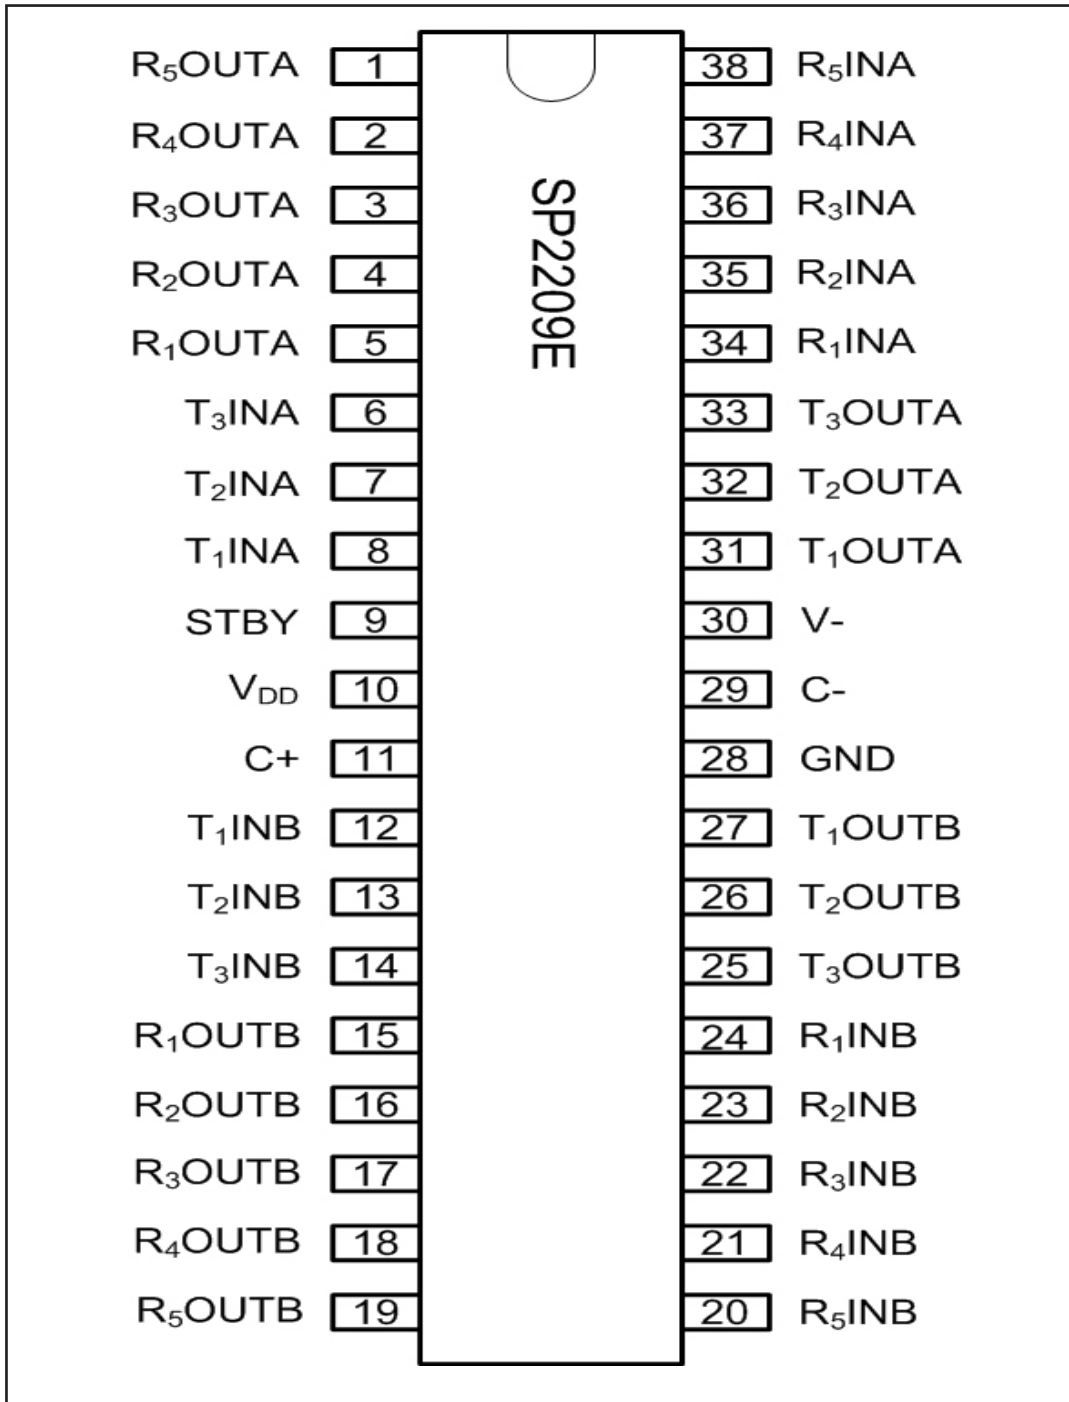 R₅OUTA 1 38 R₅INA
R₄OUTA 2 37 R₄INA
R₃OUTA 3 36 R₃INA
R₂OUTA 4 35 R₂INA
R₁OUTA 5 34 R₁INA
T₃INA 6 33 T₃OUTA
T₂INA 7 32 T₂OUTA
T₁INA 8 31 T₁OUTA
STBY 9 30 V-
V_DD 10 29 C-
C+ 11 28 GND
T₁INB 12 27 T₁OUTB
T₂INB 13 26 T₂OUTB
T₃INB 14 25 T₃OUTB
R₁OUTB 15 24 R₁INB
R₂OUTB 16 23 R₂INB
R₃OUTB 17 22 R₃INB
R₄OUTB 18 21 R₄INB
R₅OUTB 19 20 R₅INB
SP2209E